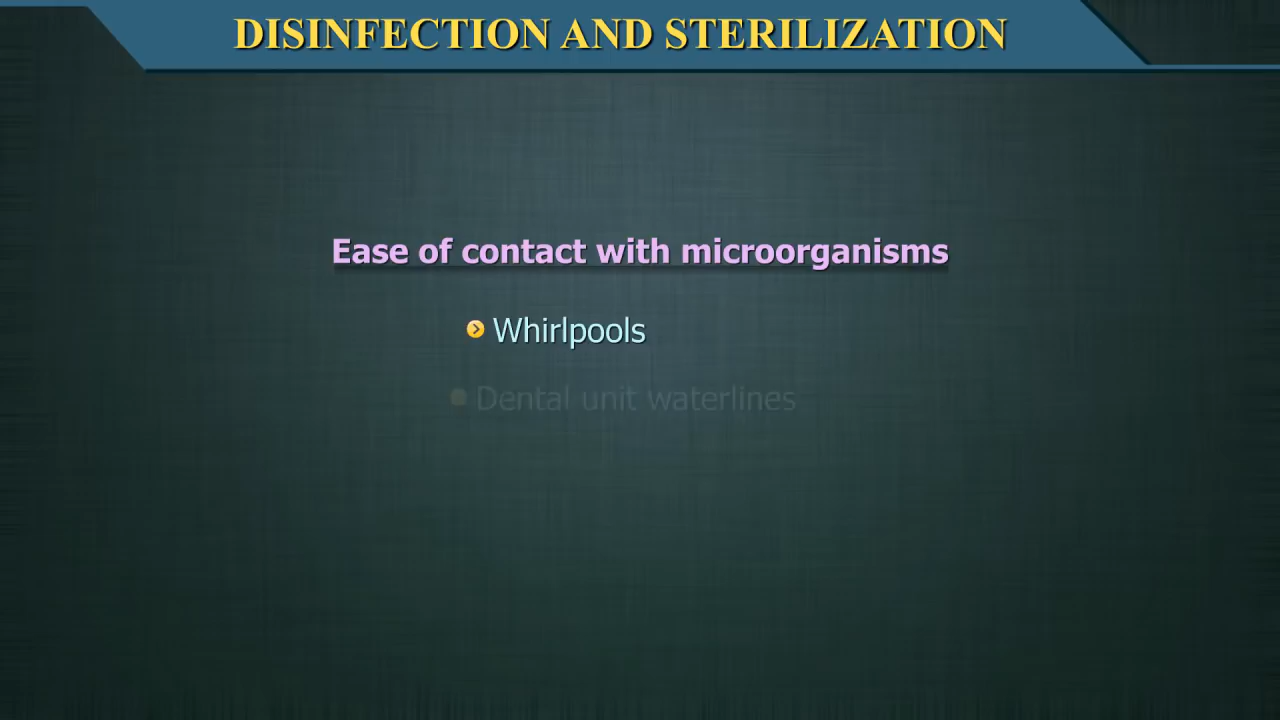 DISINFECTION AND STERILIZATION
Ease of contact with microorganisms
Whirlpools
Dental unit waterlines